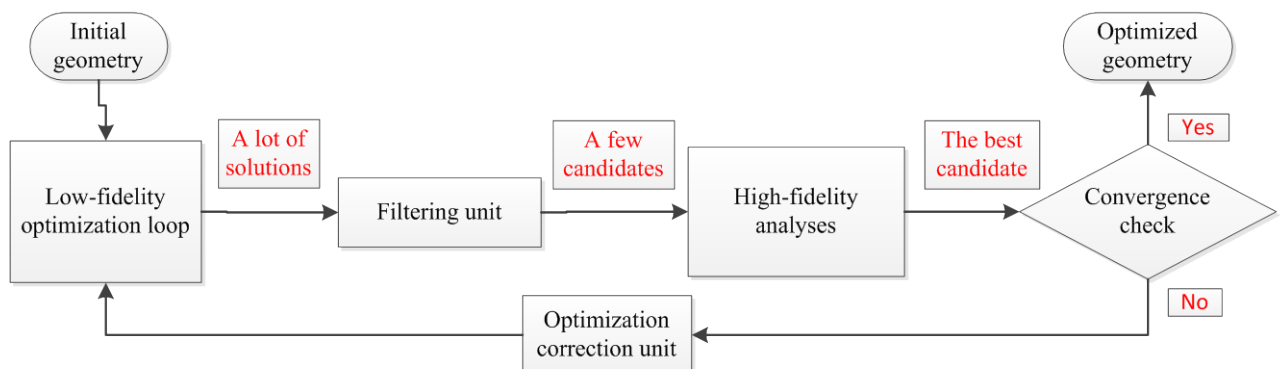 Initial
geometry
Optimized
geometry
A lot of
solutions
A few
candidates
The best
candidate
Yes
Low-fidelity
optimization loop
Filtering unit
High-fidelity
analyses
Convergence
check
No
Optimization
correction unit